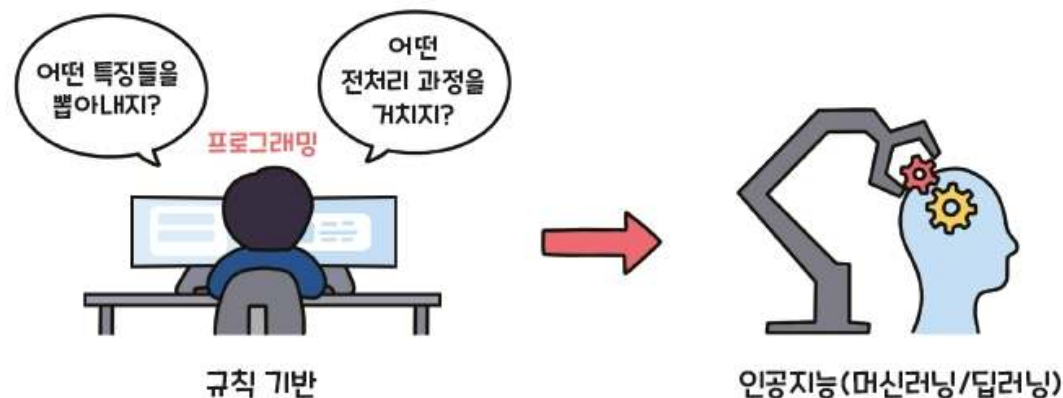 어떤 특징들을
뽑아내지?
어떤
전처리 과정을
거치지?
프로그래밍
규칙 기반
인공지능(머신러닝/딥러닝)